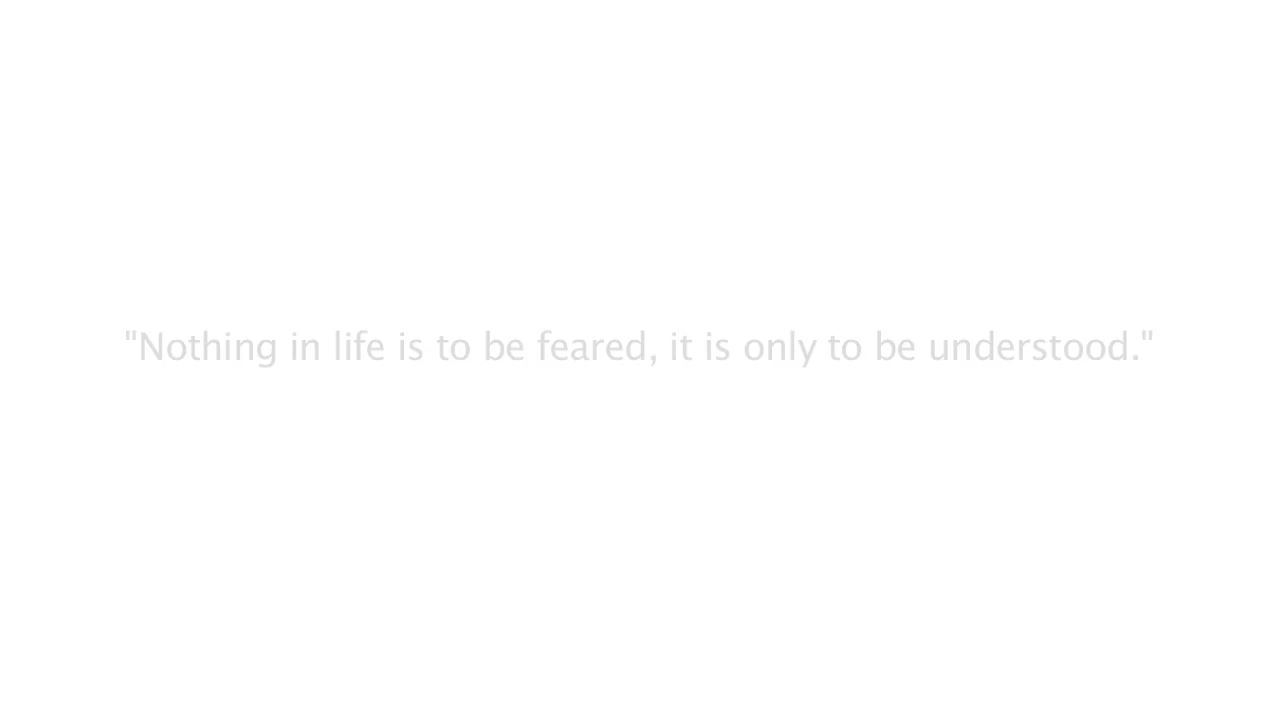 "Nothing in life is to be feared, it is only to be understood."